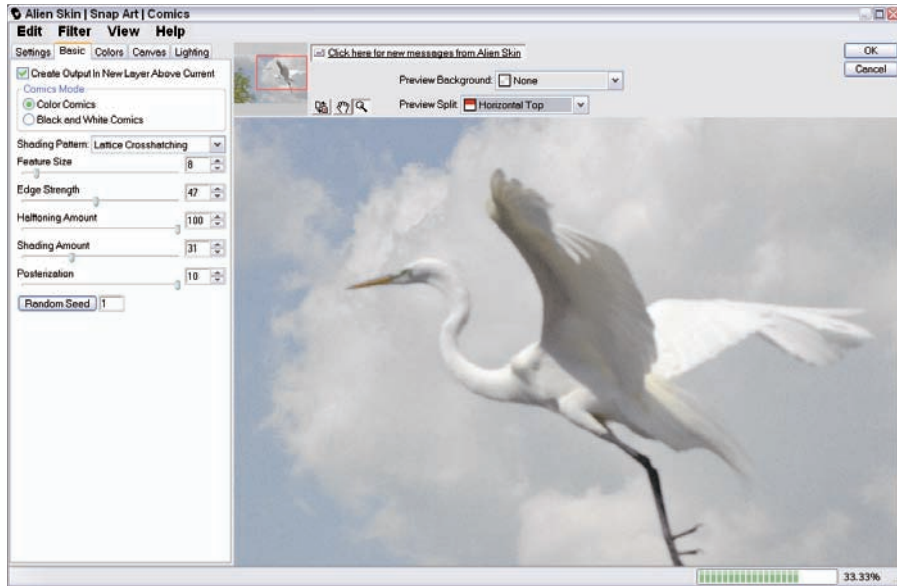 Alien Skin | Snap Art | Comics
Edit Filter View Help
Settings Basic Colors Canvas Lighting
Create Output In New Layer Above Current
Comics Mode
Color Comics
Black and White Comics
Shading Pattern: Lattice Crosshatching
Feature Size
8
Edge Strength
47
Halftoning Amount
100
Shading Amount
31
Posterization
10
Random Seed 1
Click here for new messages from Alien Skin
Preview Background: None
Preview Split: Horizontal Top
OK
Cancel
33.33%